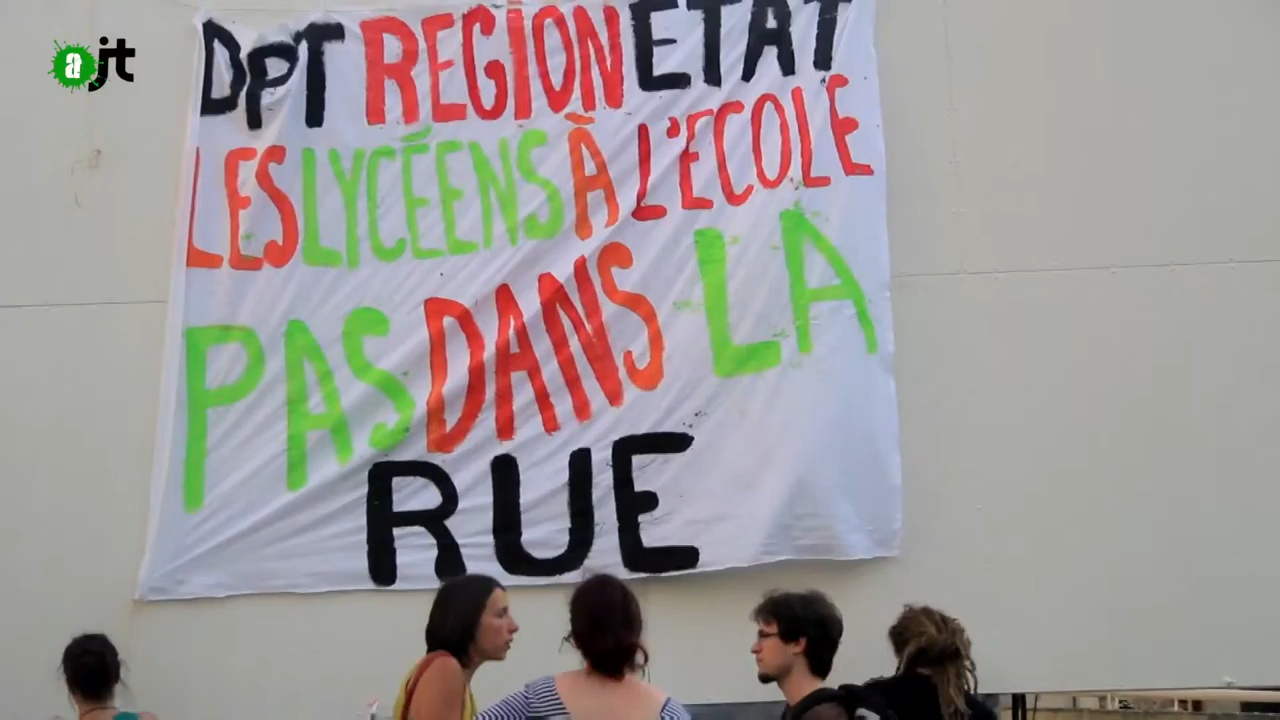 ajt
DPT REGION ETAT
LES LYCÉENS À L'ECOLE
PAS DANS LA
RUE